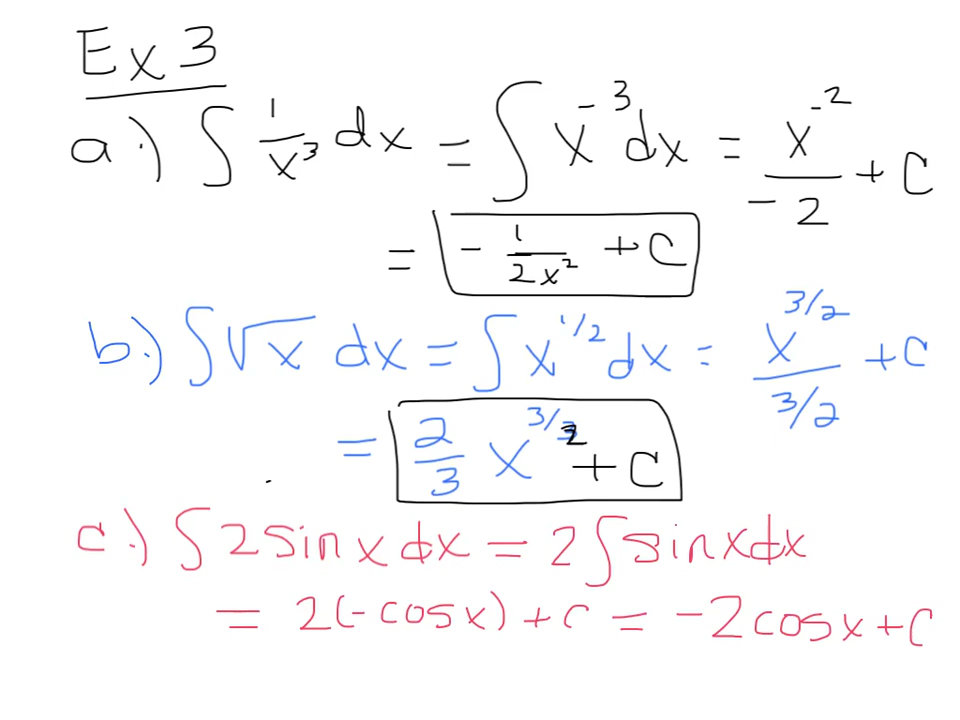 Ex 3
a.) ∫ 1/x³ dx = ∫ x⁻³ dx = x⁻²/-2 + C
= - 1/2x² + C
b.) ∫ √x dx = ∫ x^1/2 dx = x^3/2 / 3/2 + C
= 2/3 x^3/2 + C
c.) ∫ 2 sin x dx = 2 ∫ sin x dx
= 2(-cos x) + C = -2 cos x + C